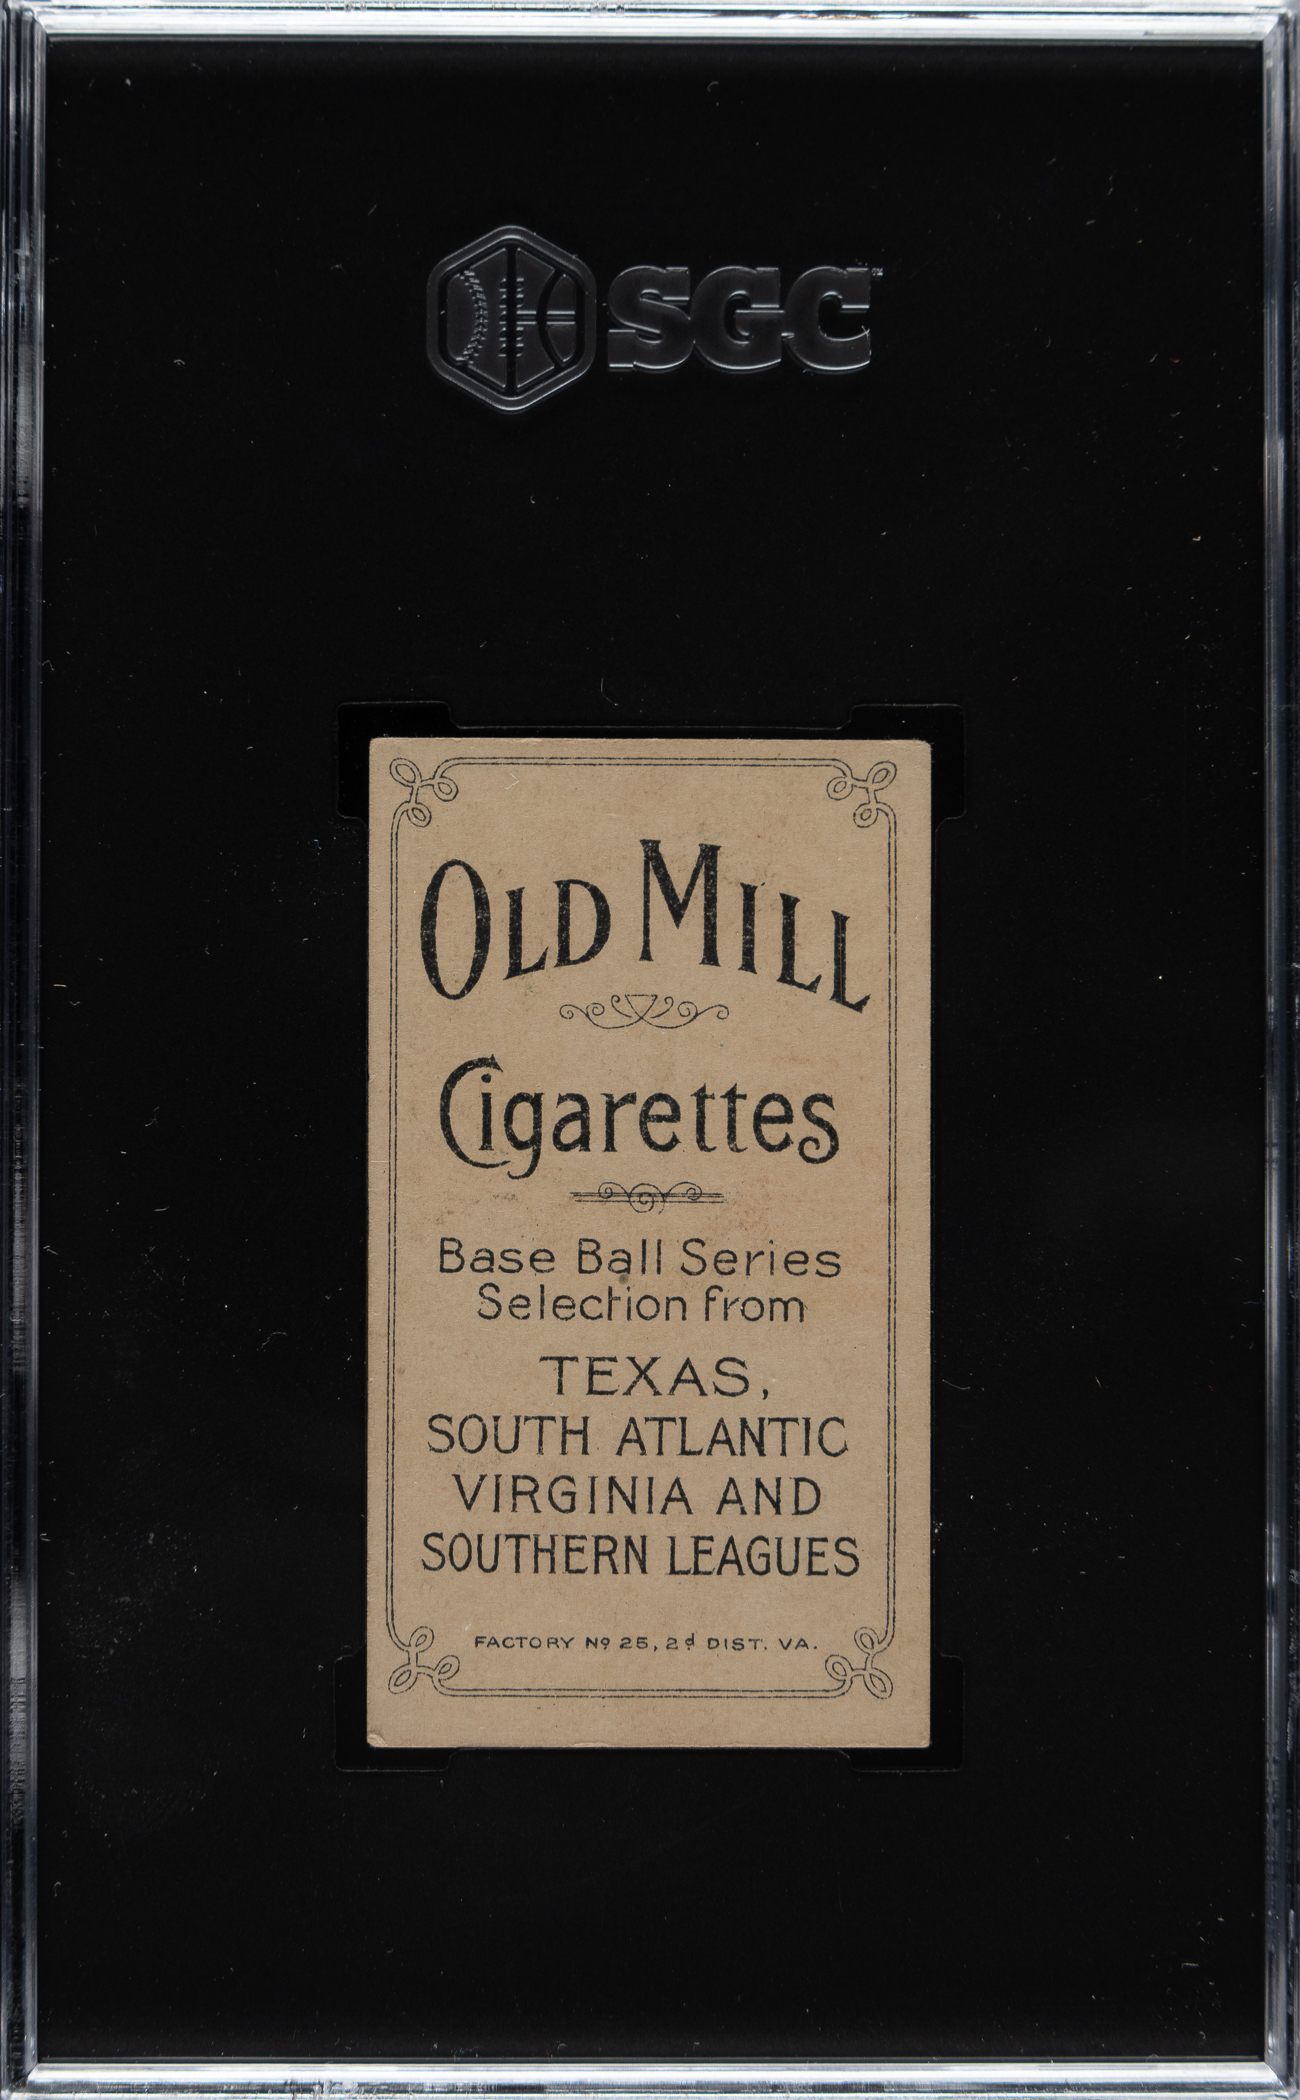 SGC
OLD MILL
Cigarettes
Base Ball Series
Selection from
TEXAS,
SOUTH ATLANTIC
VIRGINIA AND
SOUTHERN LEAGUES
FACTORY Nº 25, 2d DIST. VA.